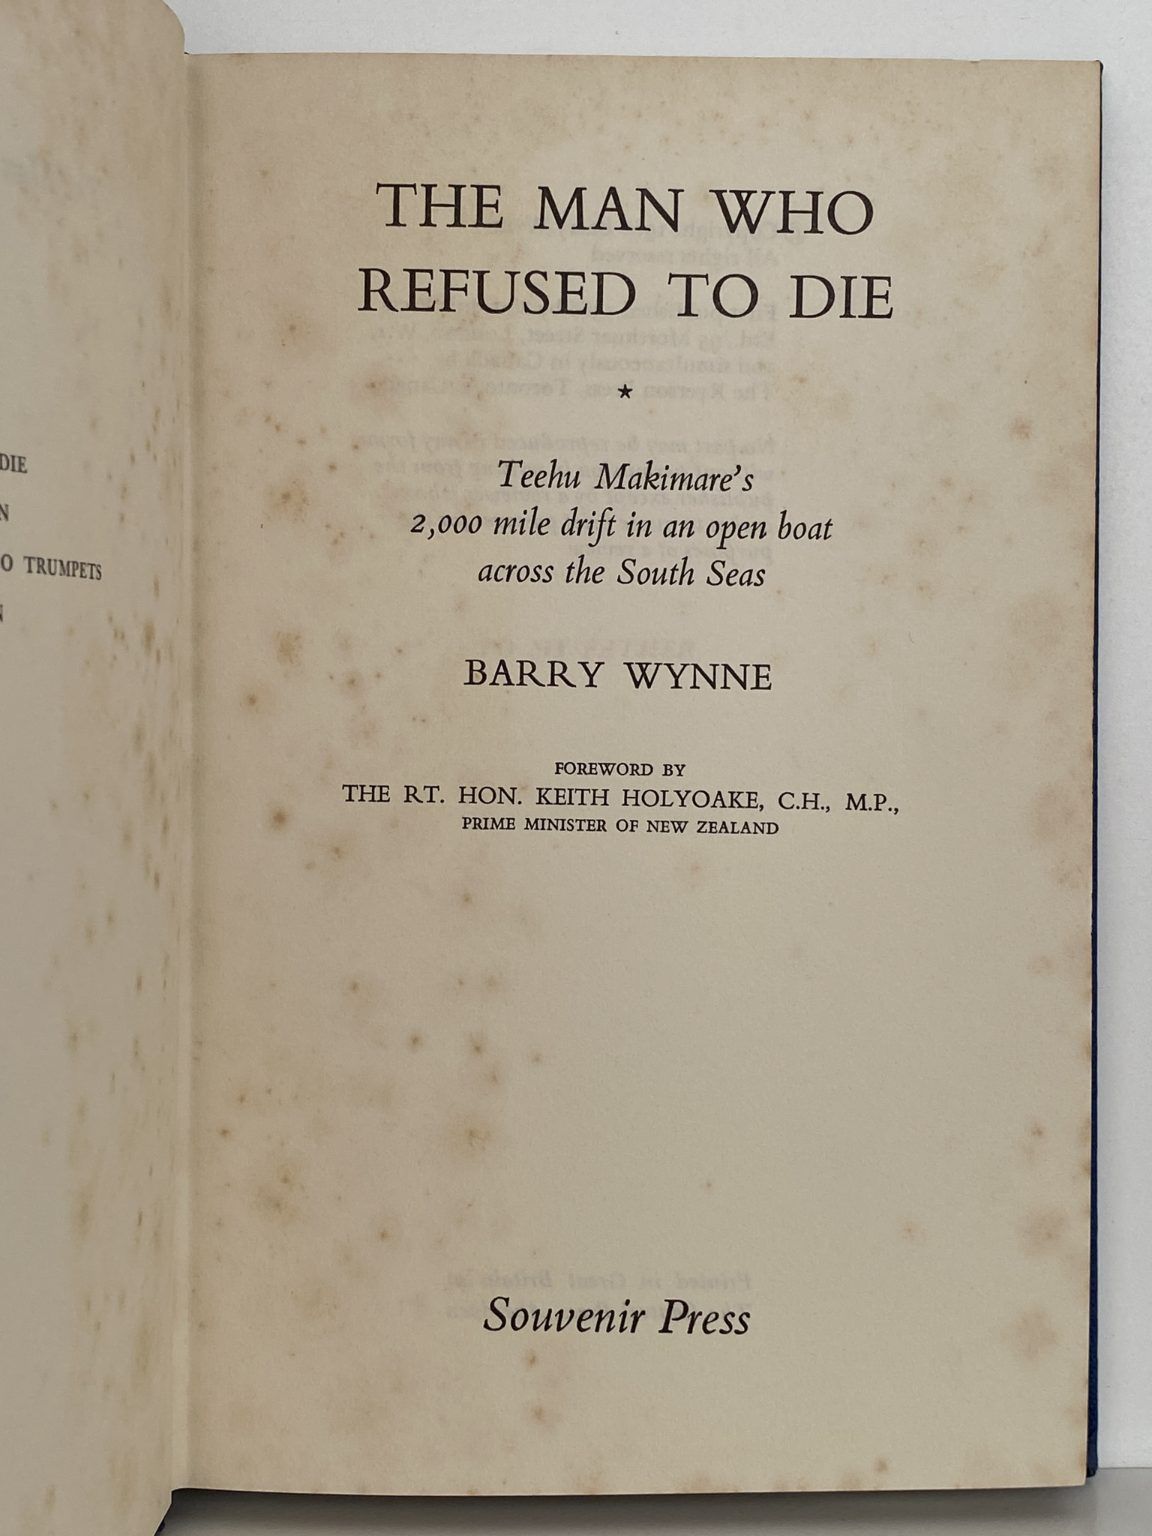 DIE
N
O TRUMPETS
N
THE MAN WHO
REFUSED TO DIE
★
Teehu Makimare's
2,000 mile drift in an open boat
across the South Seas
BARRY WYNNE
FOREWORD BY
THE RT. HON. KEITH HOLYOAKE, C.H., M.P.,
PRIME MINISTER OF NEW ZEALAND
Souvenir Press